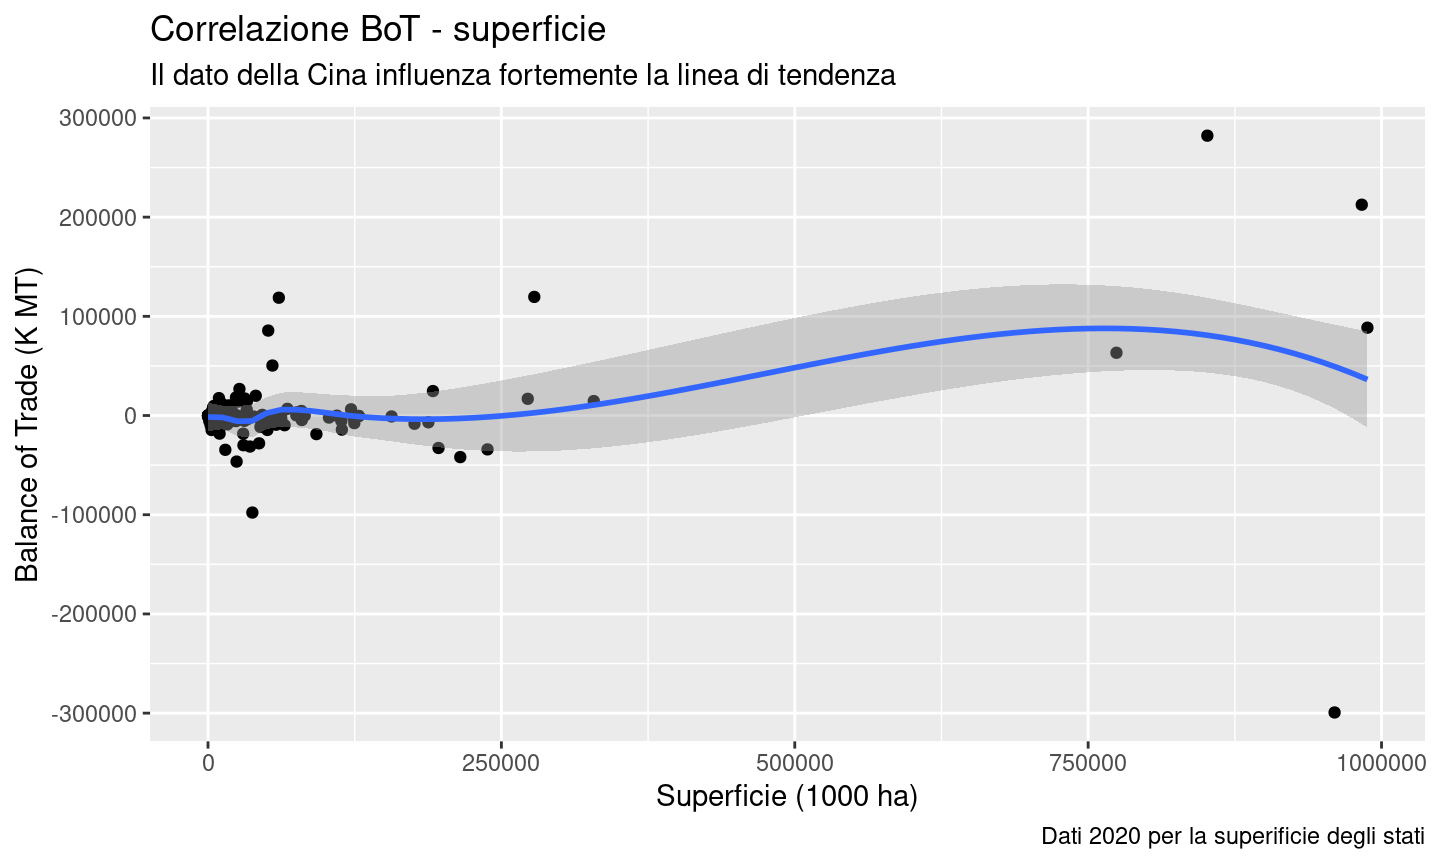 Correlazione BoT - superficie
Il dato della Cina influenza fortemente la linea di tendenza
Balance of Trade (K MT)
300000
200000
100000
0
-100000
-200000
-300000
0
250000
500000
750000
1000000
Superficie (1000 ha)
Dati 2020 per la superificie degli stati